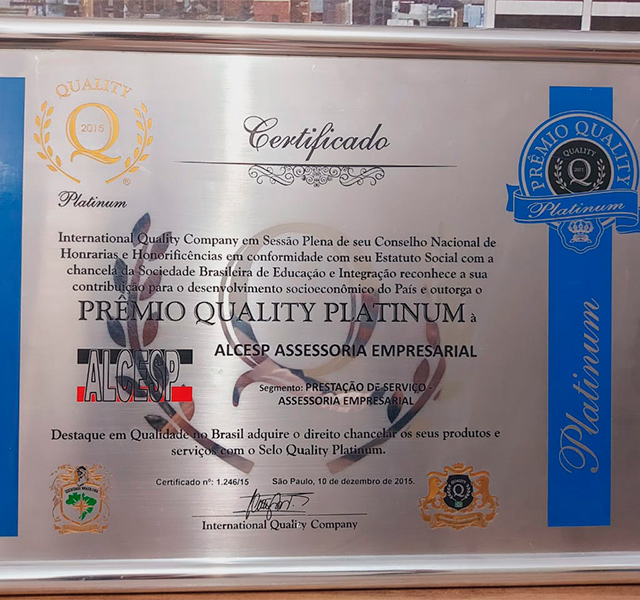 QUALITY
2015
Q
®
Platinum
Certificado
PRÊMIO QUALITY
QUALITY
Q
Platinum
International Quality Company em Sessão Plena de seu Conselho Nacional de
Honrarias e Honorificências em conformidade com seu Estatuto Social com a
chancela da Sociedade Brasileira de Educação e Integração reconhece a sua
contribuição para o desenvolvimento socioeconômico do País e outorga o
PRÊMIO QUALITY PLATINUM à
ALCESP
ALCESP ASSESSORIA EMPRESARIAL
Segmento: PRESTAÇÃO DE SERVIÇO -
ASSESSORIA EMPRESARIAL
Platinum
Destaque em Qualidade no Brasil adquire o direito chancelar os seus produtos e
serviços com o Selo Quality Platinum.
Certificado nº: 1.246/15 São Paulo, 10 de dezembro de 2015.
International Quality Company
Q